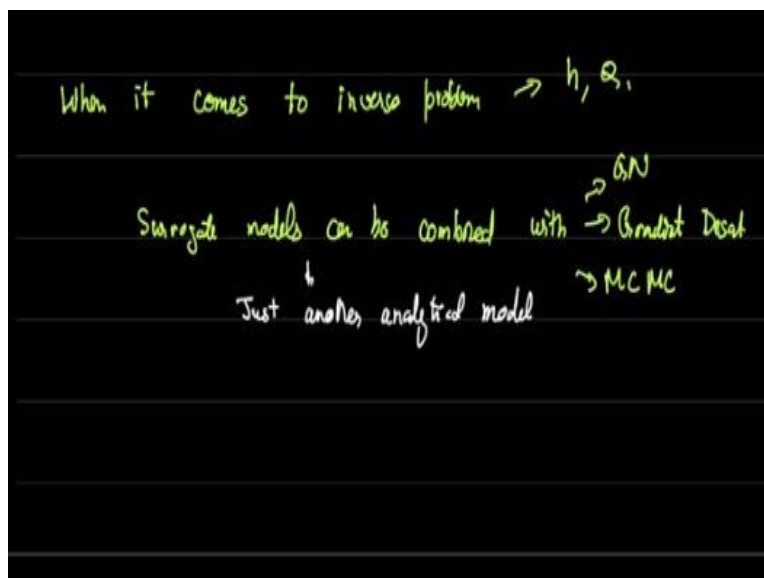 When it comes to inverse problem → h, Q,
→ GN
Surrogate models can be combined with → Gradient Descent
→ MCMC
↓
Just another analytical model